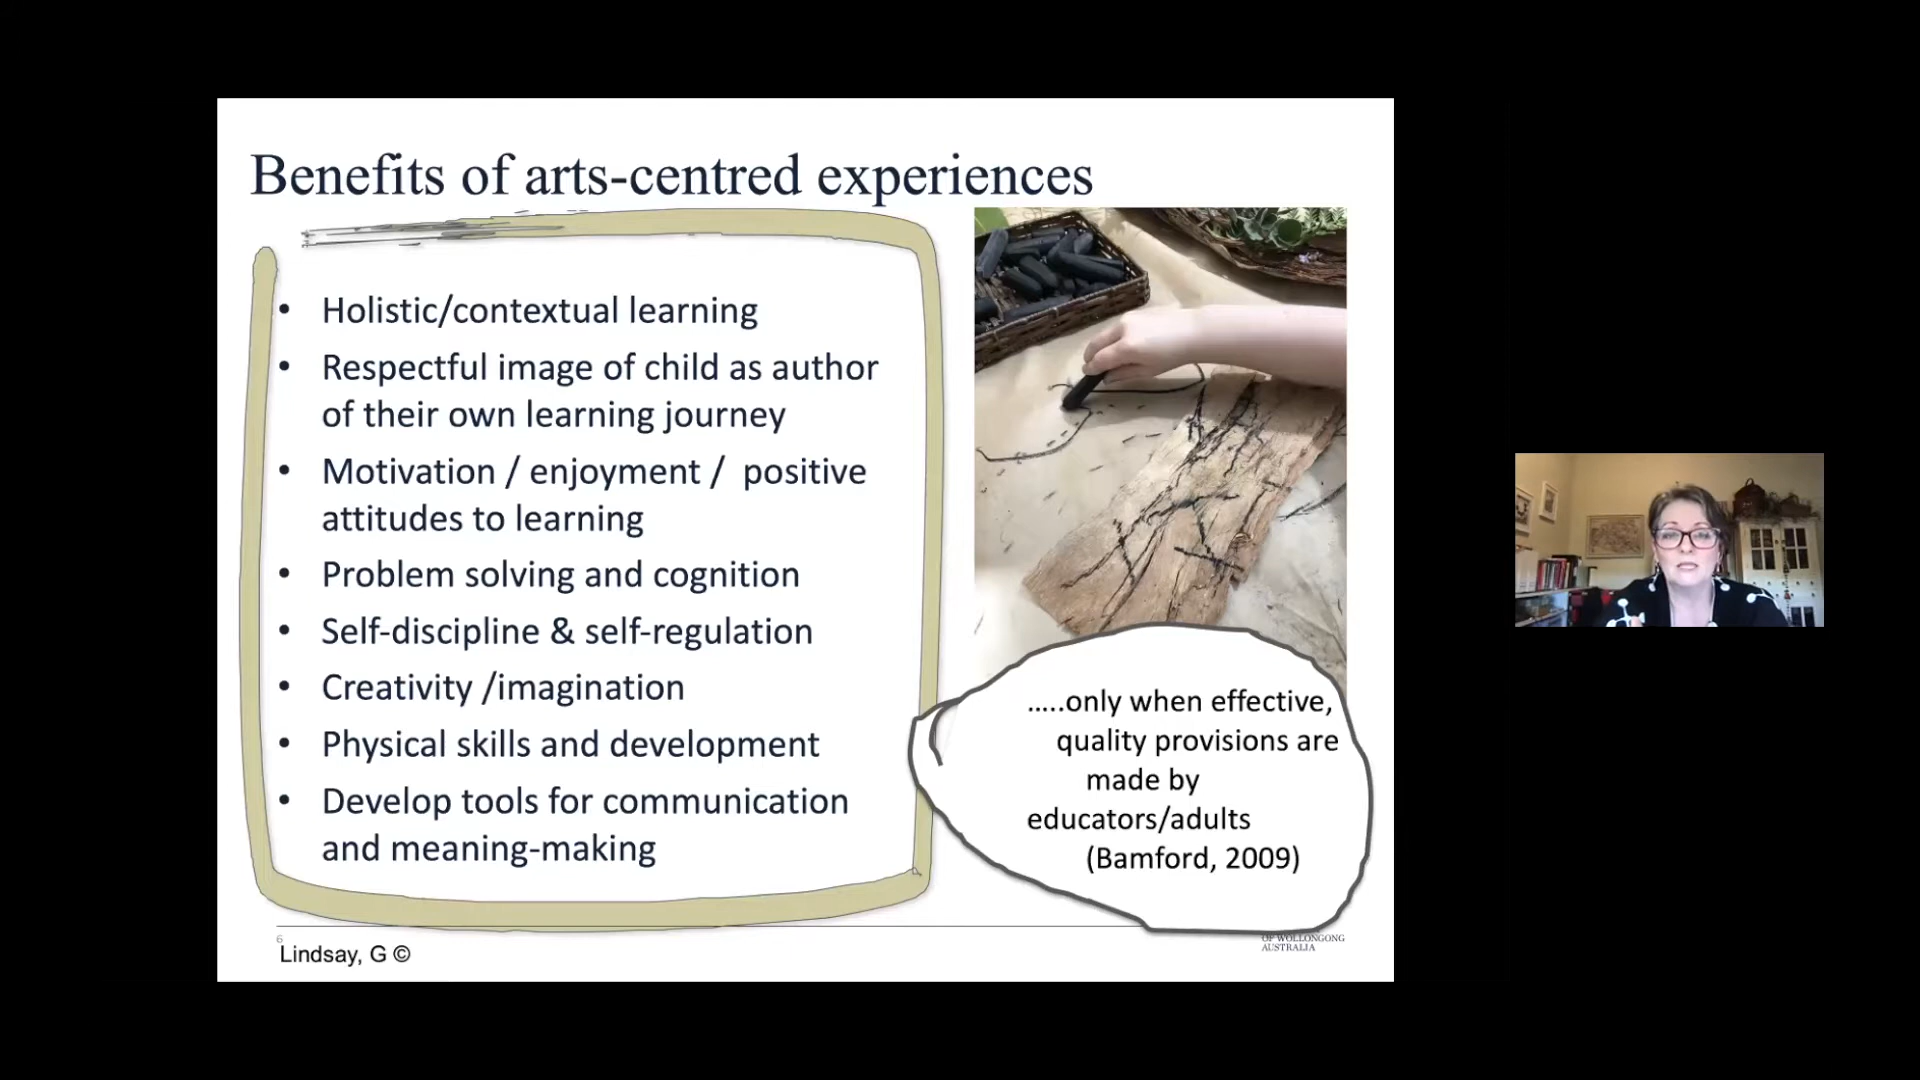 Benefits of arts-centred experiences
• Holistic/contextual learning
• Respectful image of child as author
of their own learning journey
• Motivation / enjoyment / positive
attitudes to learning
• Problem solving and cognition
• Self-discipline & self-regulation
• Creativity /imagination
• Physical skills and development
• Develop tools for communication
and meaning-making
.....only when effective,
quality provisions are
made by
educators/adults
(Bamford, 2009)
6
Lindsay, G ©
OF WOLLONGONG
AUSTRALIA